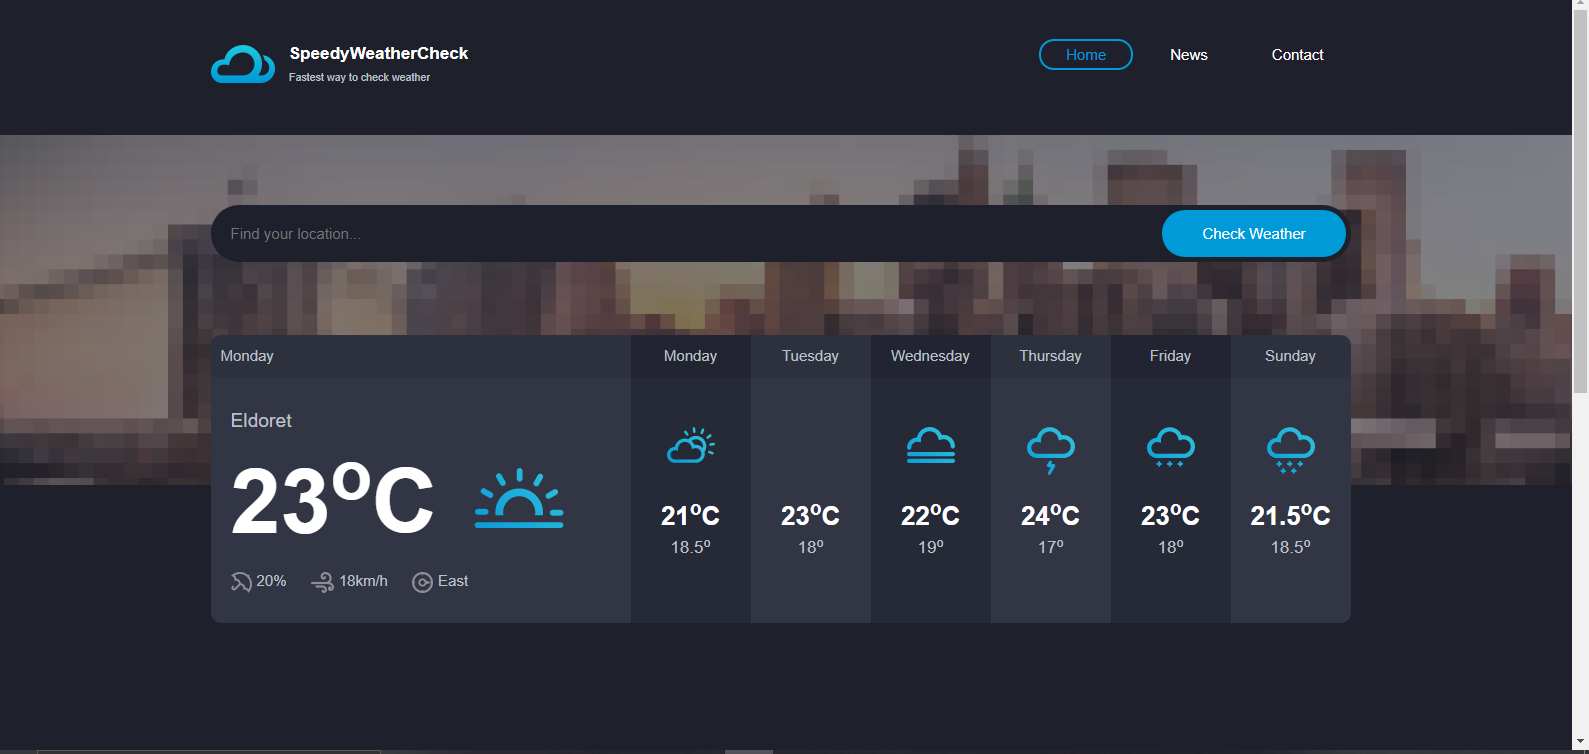 SpeedyWeatherCheck
Fastest way to check weather
Home
News
Contact
Find your location...
Check Weather
Monday
Monday
Tuesday
Wednesday
Thursday
Friday
Sunday
Eldoret
23°C
20%
18km/h
East
21°C
23°C
22°C
24°C
23°C
21.5°C
18.5°
18°
19°
17°
18°
18.5°